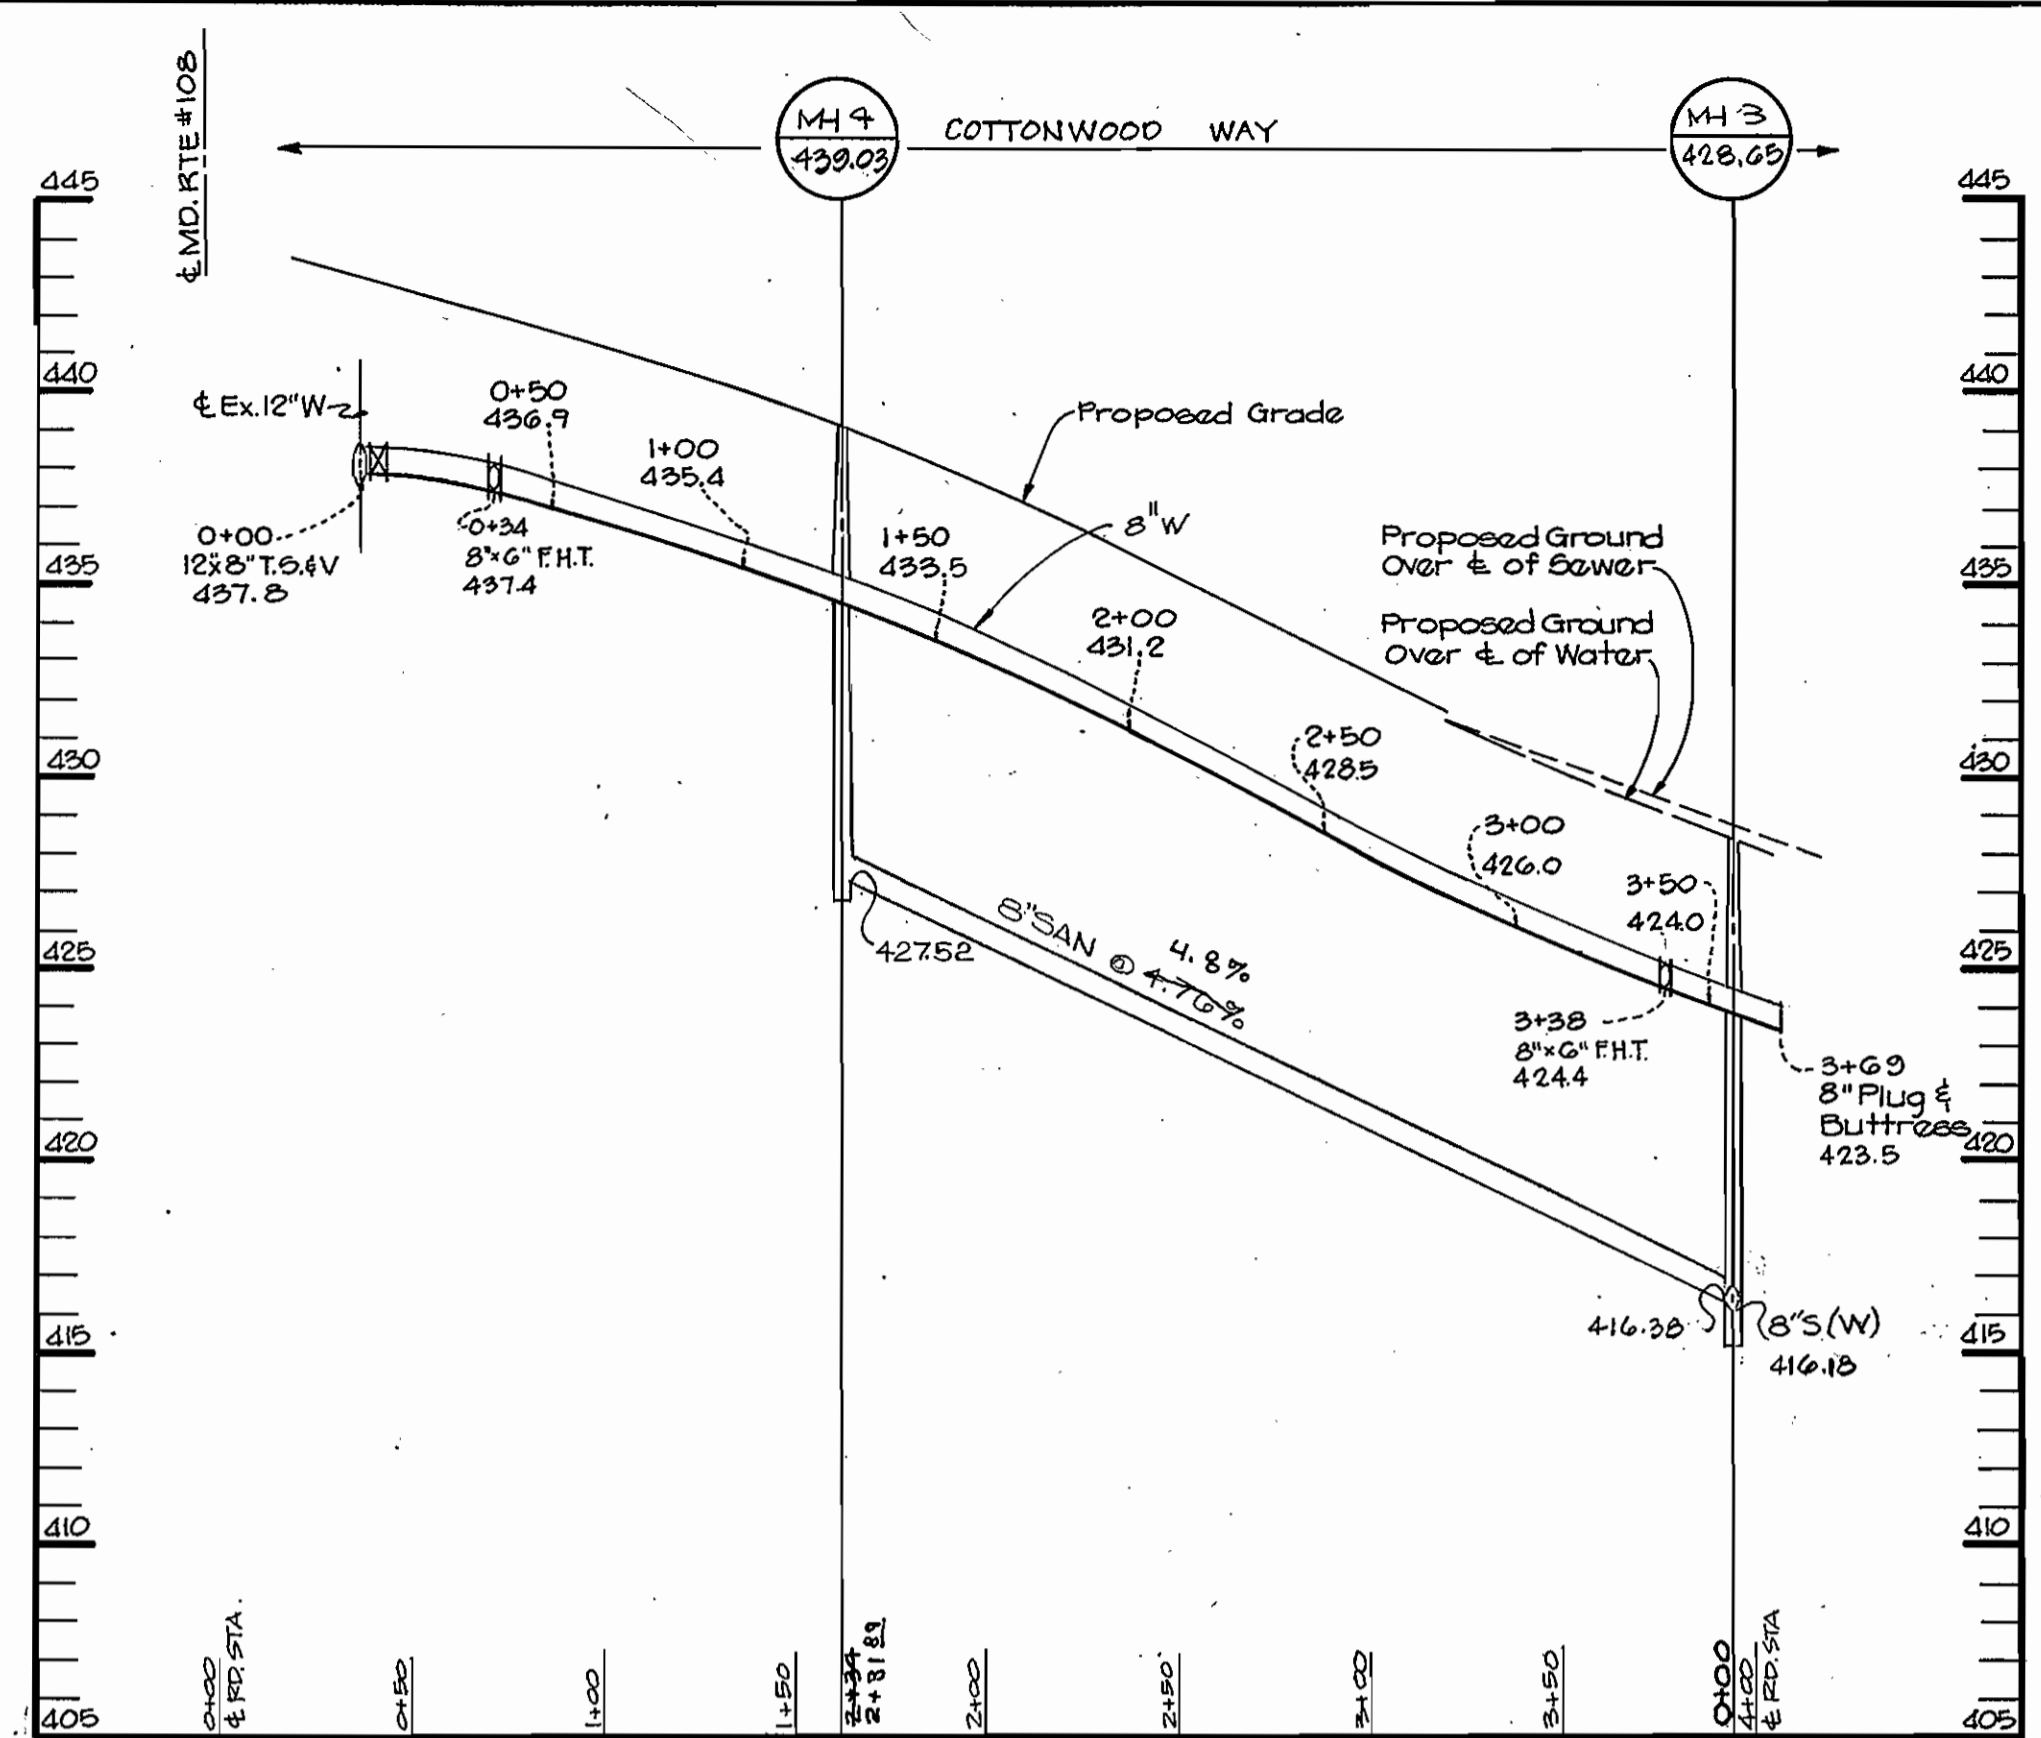 ℄ MD. RTE #108
MH 4
439.03
COTTONWOOD WAY
MH 3
428.65
445
445
440
440
℄ Ex. 12" W
0+50
436.9
1+00
435.4
Proposed Grade
8" W
0+00
12"x8" T.S.&V
437.8
0+34
8"x6" F.H.T.
437.4
1+50
433.5
Proposed Ground
Over ℄ of Sewer
435
435
2+00
431.2
Proposed Ground
Over ℄ of Water
2+50
428.5
430
430
3+00
426.0
3+50
424.0
427.52
8" SAN @ 4.76%
4.8%
425
425
3+38
8"x6" F.H.T.
424.4
3+69
8" Plug &
Buttress
423.5
420
420
416.38
8"S(W)
416.18
415
415
410
410
405
405
0+00
℄ RD. STA.
0+50
1+00
1+50
2+34
2+31.89
2+00
2+50
3+00
3+50
0+00
4+00
℄ RD. STA